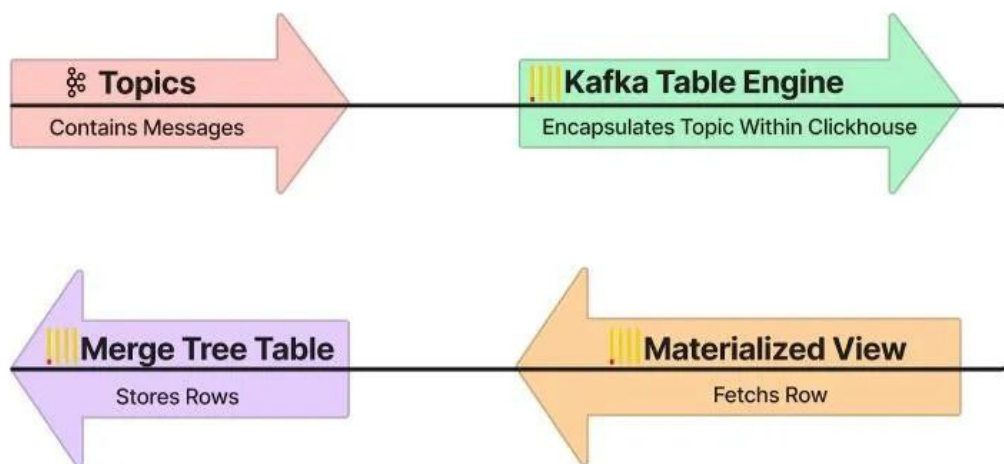 Topics
Contains Messages
Kafka Table Engine
Encapsulates Topic Within Clickhouse
Merge Tree Table
Stores Rows
Materialized View
Fetchs Row